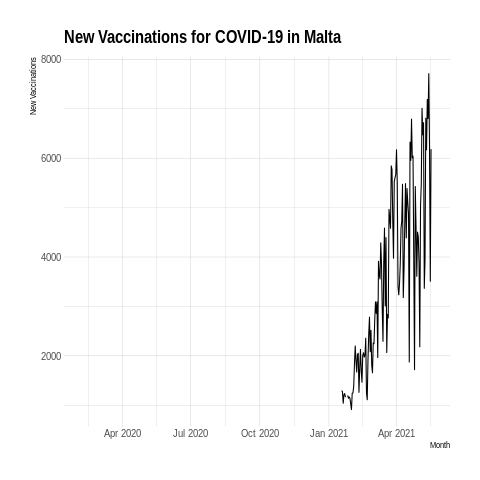 New Vaccinations for COVID-19 in Malta
New Vaccinations
8000
6000
4000
2000
Apr 2020 Jul 2020 Oct 2020 Jan 2021 Apr 2021
Month